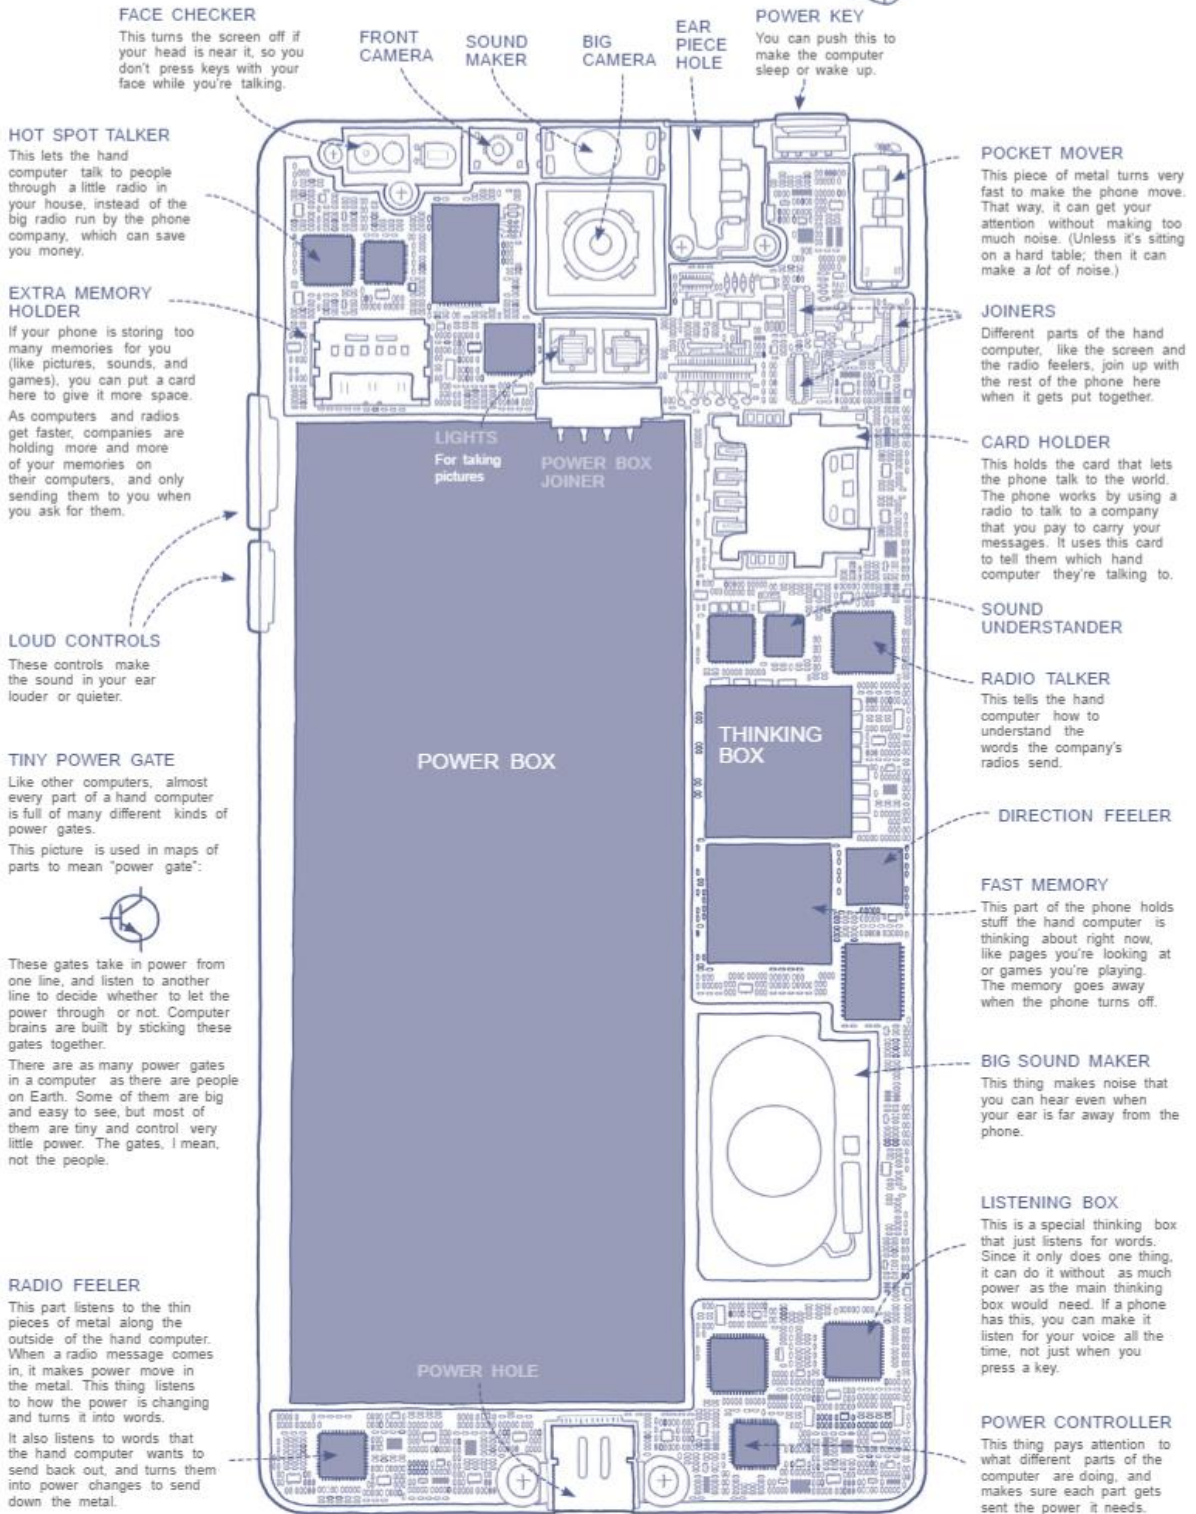 FACE CHECKER
This turns the screen off if
your head is near it, so you
don't press keys with your
face while you're talking.
FRONT
CAMERA
SOUND
MAKER
BIG
CAMERA
EAR
PIECE
HOLE
POWER KEY
You can push this to
make the computer
sleep or wake up.
HOT SPOT TALKER
This lets the hand
computer talk to people
through a little radio in
your house, instead of the
big radio run by the phone
company, which can save
you money.
EXTRA MEMORY
HOLDER
If your phone is storing too
many memories for you
(like pictures, sounds, and
games), you can put a card
here to give it more space.
As computers and radios
get faster, companies are
holding more and more
of your memories on
their computers, and only
sending them to you when
you ask for them.
LOUD CONTROLS
These controls make
the sound in your ear
louder or quieter.
TINY POWER GATE
Like other computers, almost
every part of a hand computer
is full of many different kinds of
power gates.
This picture is used in maps of
parts to mean "power gate":
These gates take in power from
one line, and listen to another
line to decide whether to let the
power through or not. Computer
brains are built by sticking these
gates together.
There are as many power gates
in a computer as there are people
on Earth. Some of them are big
and easy to see, but most of
them are tiny and control very
little power. The gates, I mean,
not the people.
RADIO FEELER
This part listens to the thin
pieces of metal along the
outside of the hand computer.
When a radio message comes
in, it makes power move in
the metal. This thing listens
to how the power is changing
and turns it into words.
It also listens to words that
the hand computer wants to
send back out, and turns them
into power changes to send
down the metal.
LIGHTS
For taking
pictures
POWER BOX
JOINER
POWER BOX
THINKING
BOX
POWER HOLE
POCKET MOVER
This piece of metal turns very
fast to make the phone move.
That way, it can get your
attention without making too
much noise. (Unless it's sitting
on a hard table; then it can
make a lot of noise.)
JOINERS
Different parts of the hand
computer, like the screen and
the radio feelers, join up with
the rest of the phone here
when it gets put together.
CARD HOLDER
This holds the card that lets
the phone talk to the world.
The phone works by using a
radio to talk to a company
that you pay to carry your
messages. It uses this card
to tell them which hand
computer they're talking to.
SOUND
UNDERSTANDER
RADIO TALKER
This tells the hand
computer how to
understand the
words the company's
radios send.
DIRECTION FEELER
FAST MEMORY
This part of the phone holds
stuff the hand computer is
thinking about right now,
like pages you're looking at
or games you're playing.
The memory goes away
when the phone turns off.
BIG SOUND MAKER
This thing makes noise that
you can hear even when
your ear is far away from the
phone.
LISTENING BOX
This is a special thinking box
that just listens for words.
Since it only does one thing,
it can do it without as much
power as the main thinking
box would need. If a phone
has this, you can make it
listen for your voice all the
time, not just when you
press a key.
POWER CONTROLLER
This thing pays attention to
what different parts of the
computer are doing, and
makes sure each part gets
sent the power it needs.